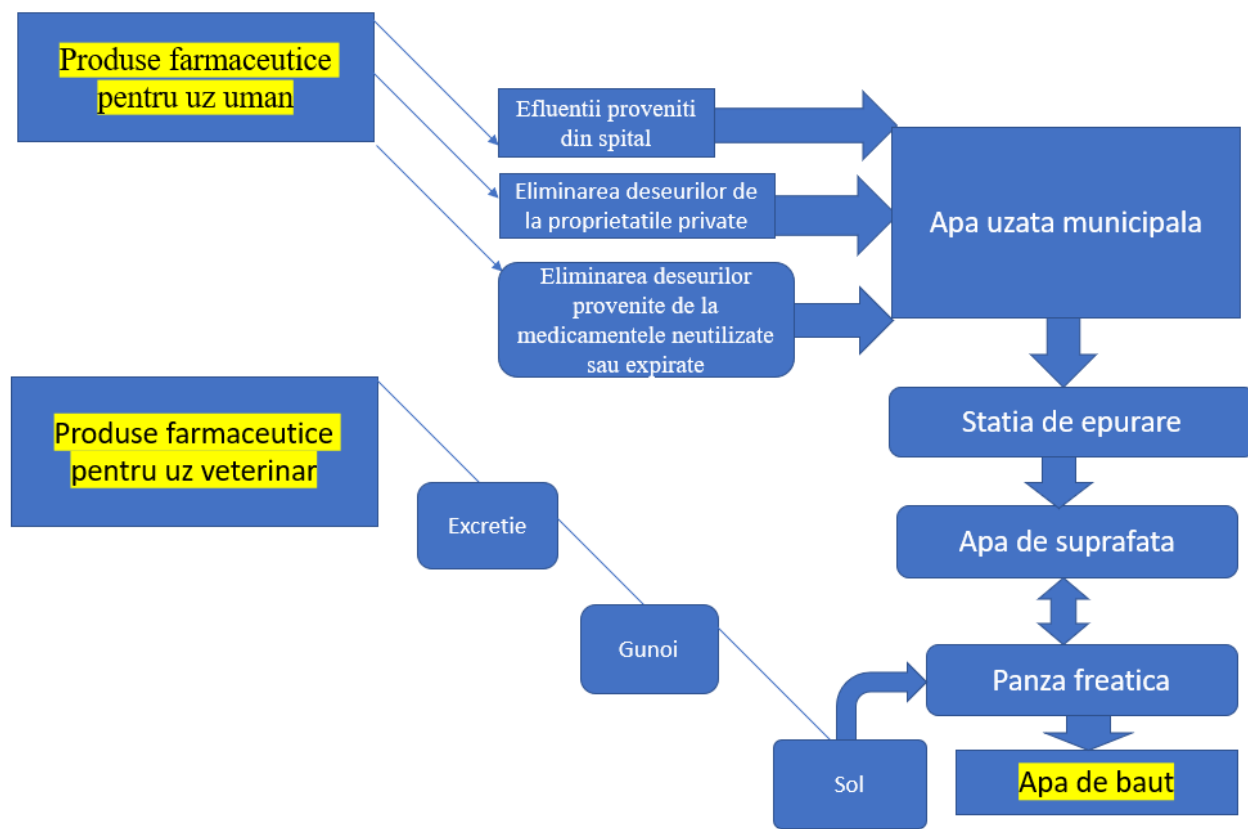 Produse farmaceutice
pentru uz uman
Efluentii proveniti
din spital
Eliminarea deseurilor de
la proprietatile private
Eliminarea deseurilor
provenite de la
medicamentele neutilizate
sau expirate
Apa uzata municipala
Statia de epurare
Apa de suprafata
Panza freatica
Apa de baut
Produse farmaceutice
pentru uz veterinar
Excretie
Gunoi
Sol